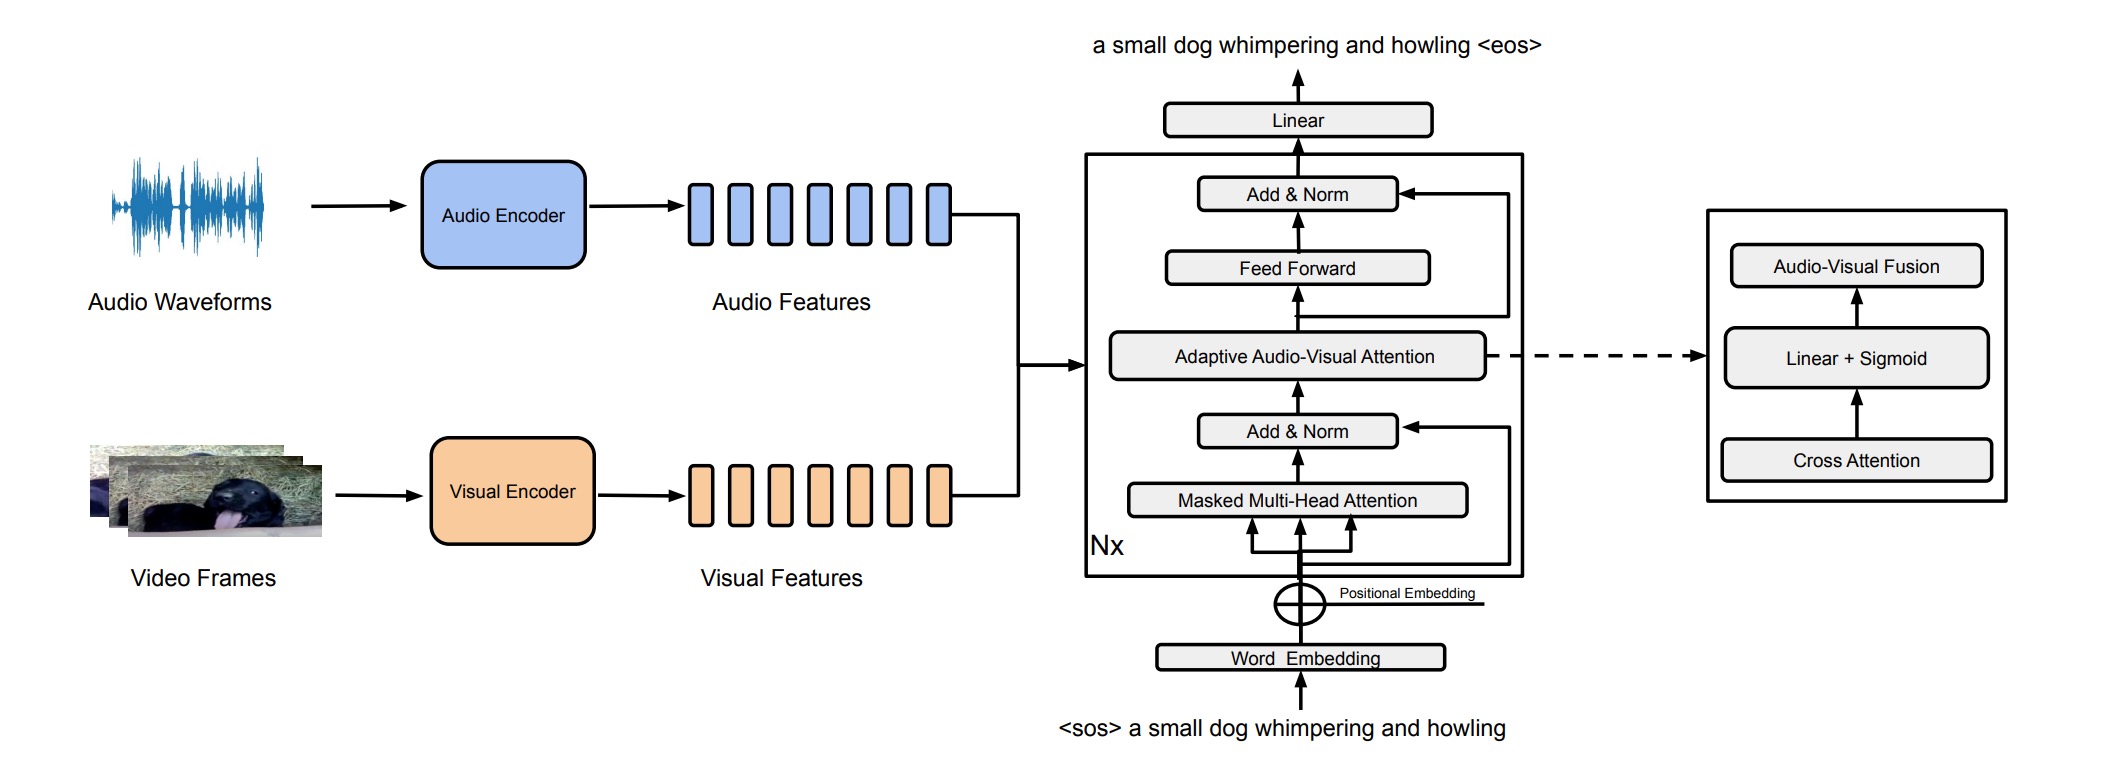 a small dog whimpering and howling <eos>
Linear
Add & Norm
Feed Forward
Adaptive Audio-Visual Attention
Add & Norm
Masked Multi-Head Attention
Nx
Positional Embedding
Word Embedding
<sos> a small dog whimpering and howling
Audio Encoder
Audio Waveforms
Audio Features
Visual Encoder
Video Frames
Visual Features
Audio-Visual Fusion
Linear + Sigmoid
Cross Attention